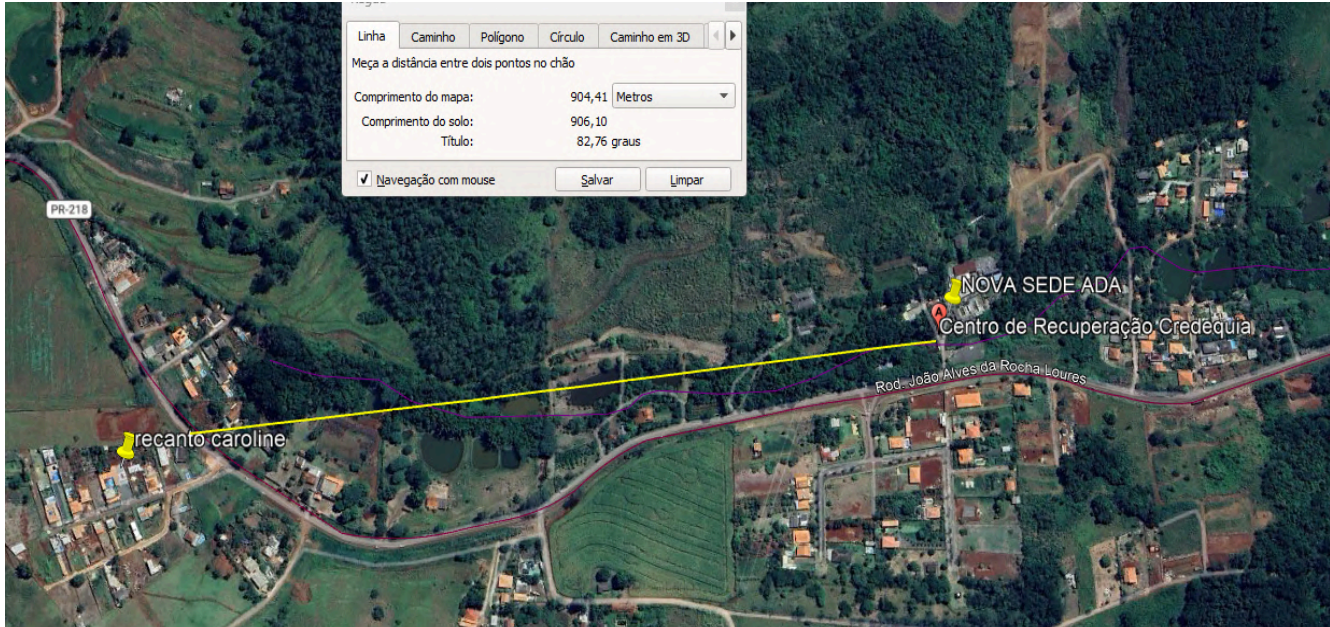 Linha Caminho Polígono Círculo Caminho em 3D
Meça a distância entre dois pontos no chão
Comprimento do mapa: 904,41 Metros
Comprimento do solo: 906,10
Título: 82,76 graus
Navegação com mouse Salvar Limpar
PR-218
NOVA SEDE ADA
A
Centro de Recuperação Credequia
Rod. João Alves da Rocha Loures
recanto caroline